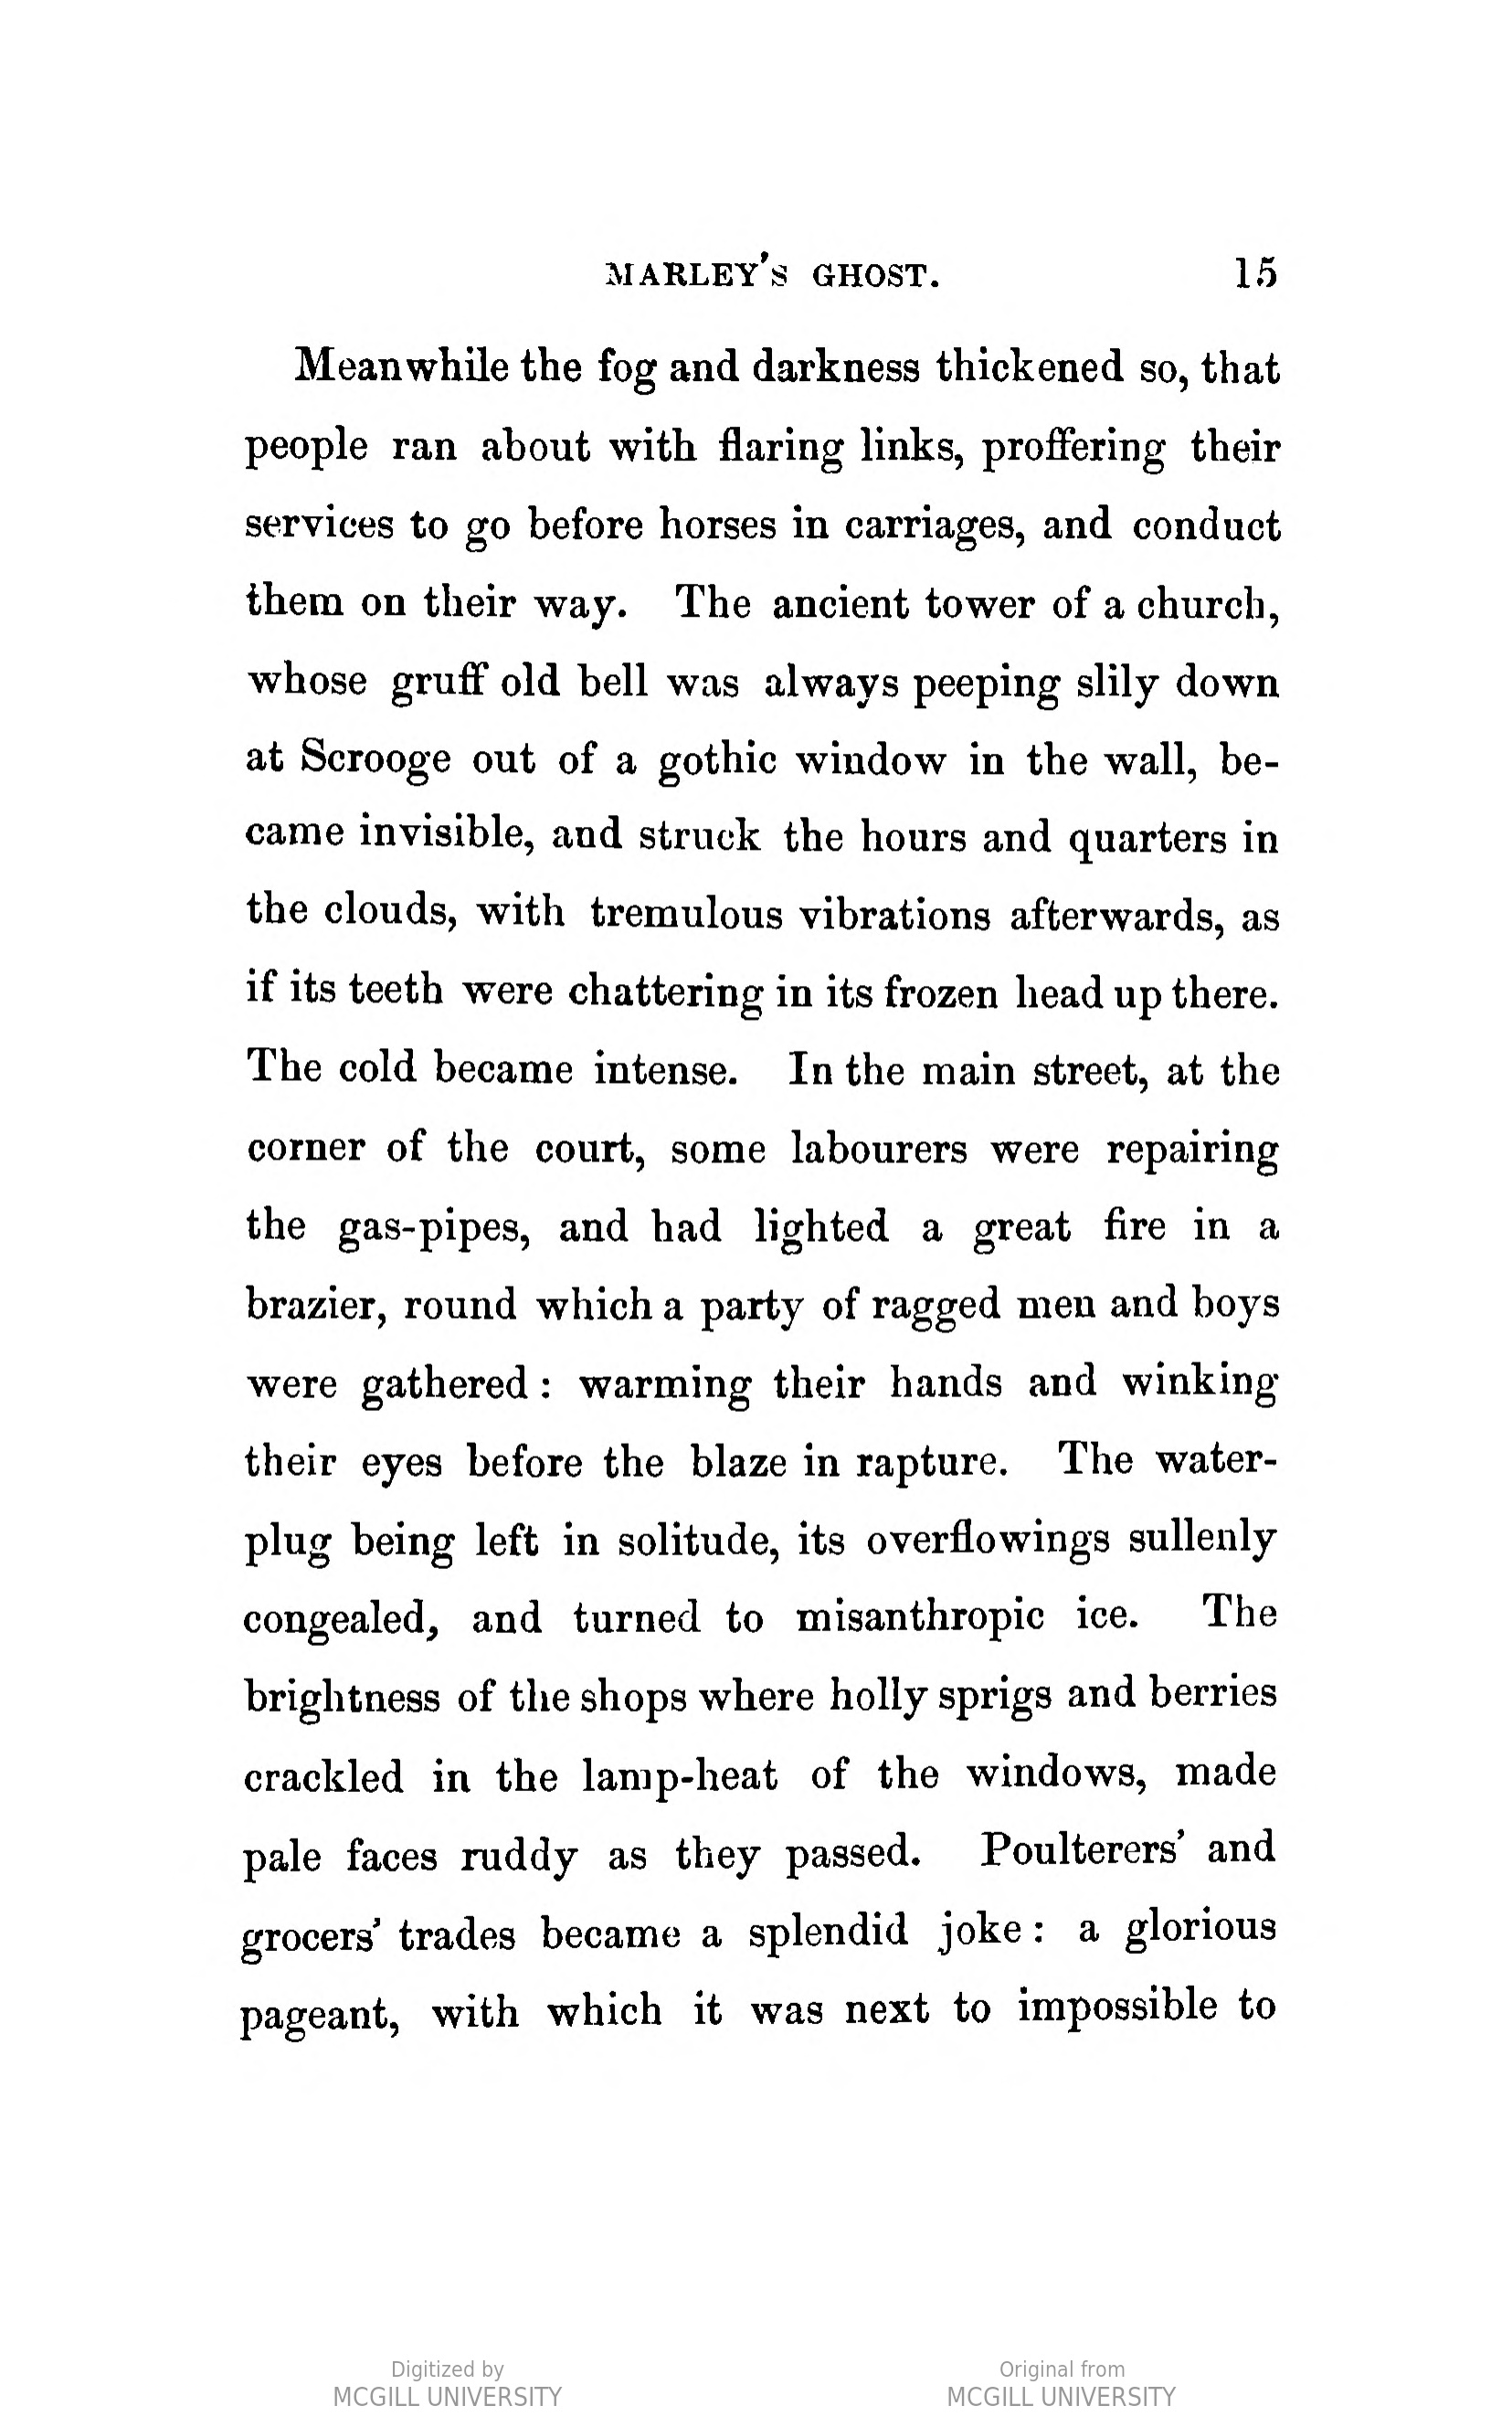 MARLEY'S GHOST. 15
Meanwhile the fog and darkness thickened so, that
people ran about with flaring links, proffering their
services to go before horses in carriages, and conduct
them on their way. The ancient tower of a church,
whose gruff old bell was always peeping slily down
at Scrooge out of a gothic window in the wall, be-
came invisible, and struck the hours and quarters in
the clouds, with tremulous vibrations afterwards, as
if its teeth were chattering in its frozen head up there.
The cold became intense. In the main street, at the
corner of the court, some labourers were repairing
the gas-pipes, and had lighted a great fire in a
brazier, round which a party of ragged men and boys
were gathered : warming their hands and winking
their eyes before the blaze in rapture. The water-
plug being left in solitude, its overflowings sullenly
congealed, and turned to misanthropic ice. The
brightness of the shops where holly sprigs and berries
crackled in the lamp-heat of the windows, made
pale faces ruddy as they passed. Poulterers' and
grocers' trades became a splendid joke : a glorious
pageant, with which it was next to impossible to
Digitized by
MCGILL UNIVERSITY
Original from
MCGILL UNIVERSITY